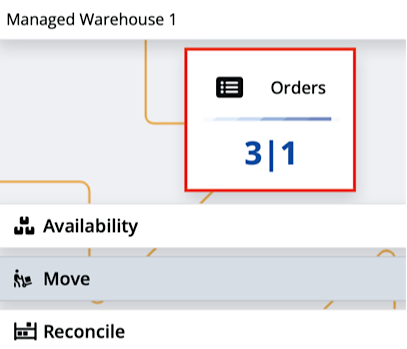 Managed Warehouse 1
Orders
3|1
Availability
Move
Reconcile